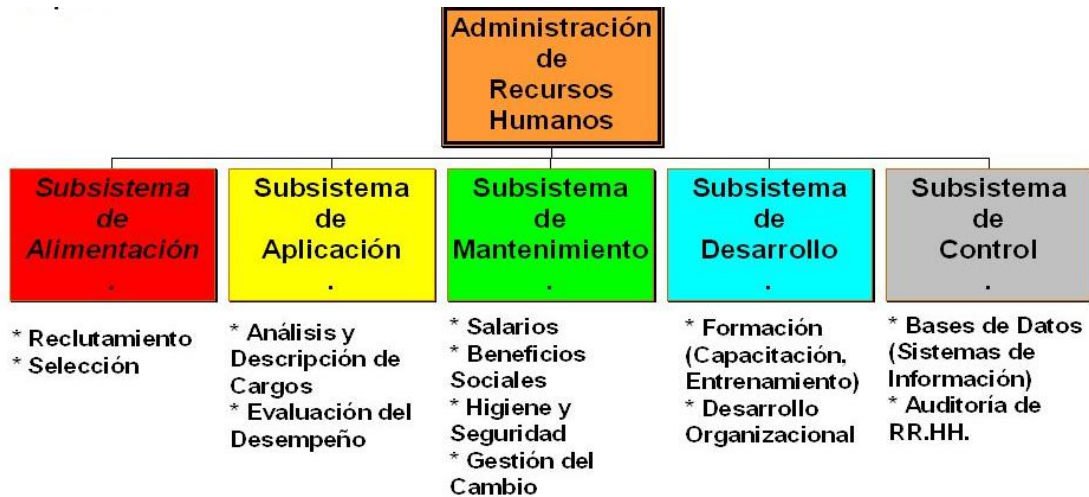 Administración
de
Recursos
Humanos
Subsistema
de
Alimentación
.
Subsistema
de
Aplicación
.
Subsistema
de
Mantenimiento
.
Subsistema
de
Desarrollo
.
Subsistema
de
Control
.
* Reclutamiento
* Selección
* Análisis y
Descripción de
Cargos
* Evaluación del
Desempeño
* Salarios
* Beneficios
Sociales
* Higiene y
Seguridad
* Gestión del
Cambio
* Formación
(Capacitación,
Entrenamiento)
* Desarrollo
Organizacional
* Bases de Datos
(Sistemas de
Información)
* Auditoría de
RR.HH.